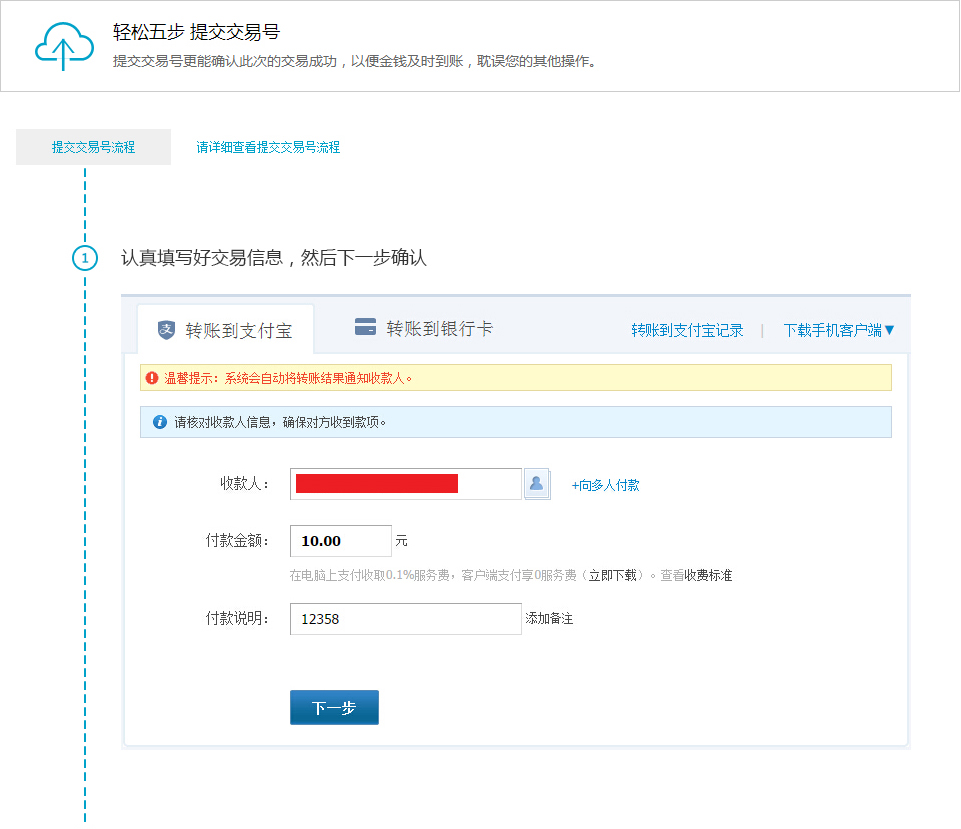 轻松五步 提交交易号
提交交易号更能确认此次的交易成功，以便金钱及时到账，耽误您的其他操作。
提交交易号流程 请详细查看提交交易号流程
1 认真填写好交易信息，然后下一步确认
支 转账到支付宝 转账到银行卡 转账到支付宝记录 | 下载手机客户端▼
温馨提示：系统会自动将转账结果通知收款人。
请核对收款人信息，确保对方收到款项。
收款人： +向多人付款
付款金额： 10.00 元
在电脑上支付收取0.1%服务费，客户端支付享0服务费（立即下载）。查看收费标准
付款说明： 12358 添加备注
下一步